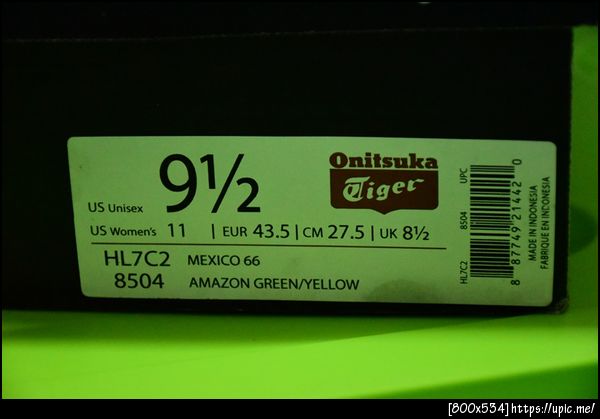 US Unisex 9½
Onitsuka
Tiger
US Women's 11 | EUR 43.5 | CM 27.5 | UK 8½
HL7C2 MEXICO 66
8504 AMAZON GREEN/YELLOW
HL7C2 8504 UPC
8 87749 21442 0
MADE IN INDONESIA
FABRIQUE EN INDONESIA
[800x534]https://upic.me/